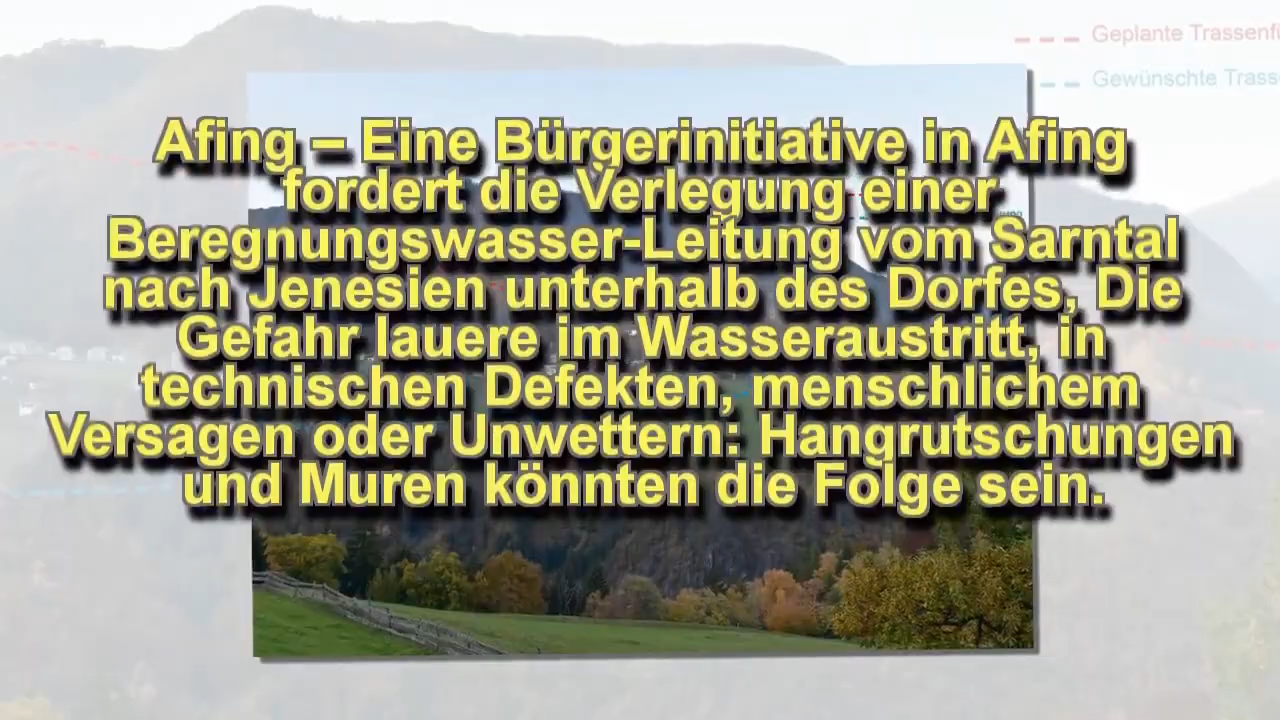 Geplante Trassenfü
Gewünschte Trass
Afing – Eine Bürgerinitiative in Afing
fordert die Verlegung einer
Beregnungswasser-Leitung vom Sarntal
nach Jenesien unterhalb des Dorfes, Die
Gefahr lauere im Wasseraustritt, in
technischen Defekten, menschlichem
Versagen oder Unwettern: Hangrutschungen
und Muren könnten die Folge sein.